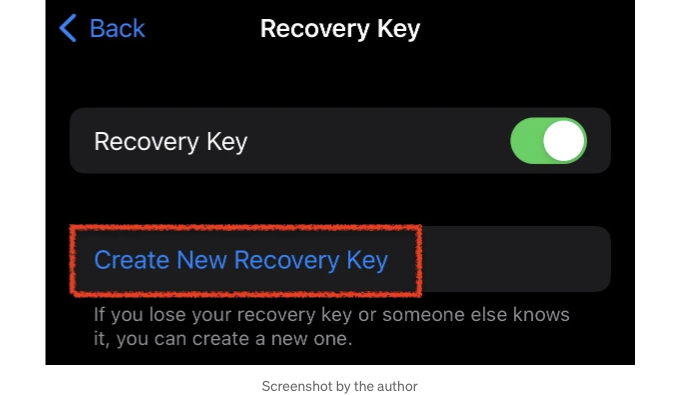 Back
Recovery Key
Recovery Key
Create New Recovery Key
If you lose your recovery key or someone else knows
it, you can create a new one.
Screenshot by the author